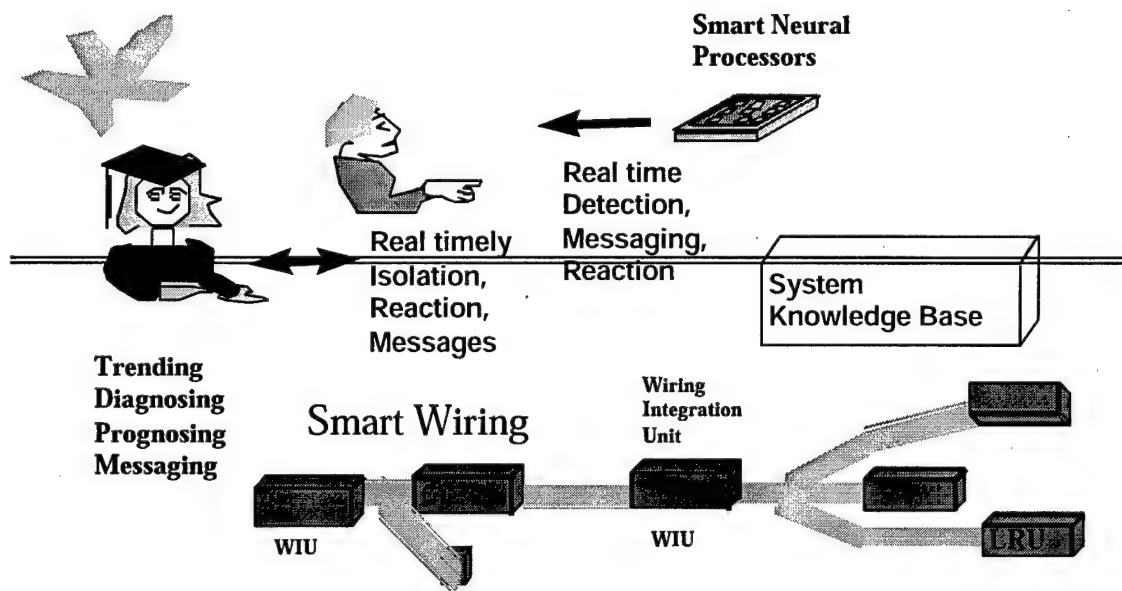 Smart Neural
Processors
Real time
Detection,
Messaging,
Reaction
Real timely
Isolation,
Reaction,
Messages
System
Knowledge Base
Trending
Diagnosing
Prognosing
Messaging
Smart Wiring
Wiring
Integration
Unit
WIU
WIU
LRU